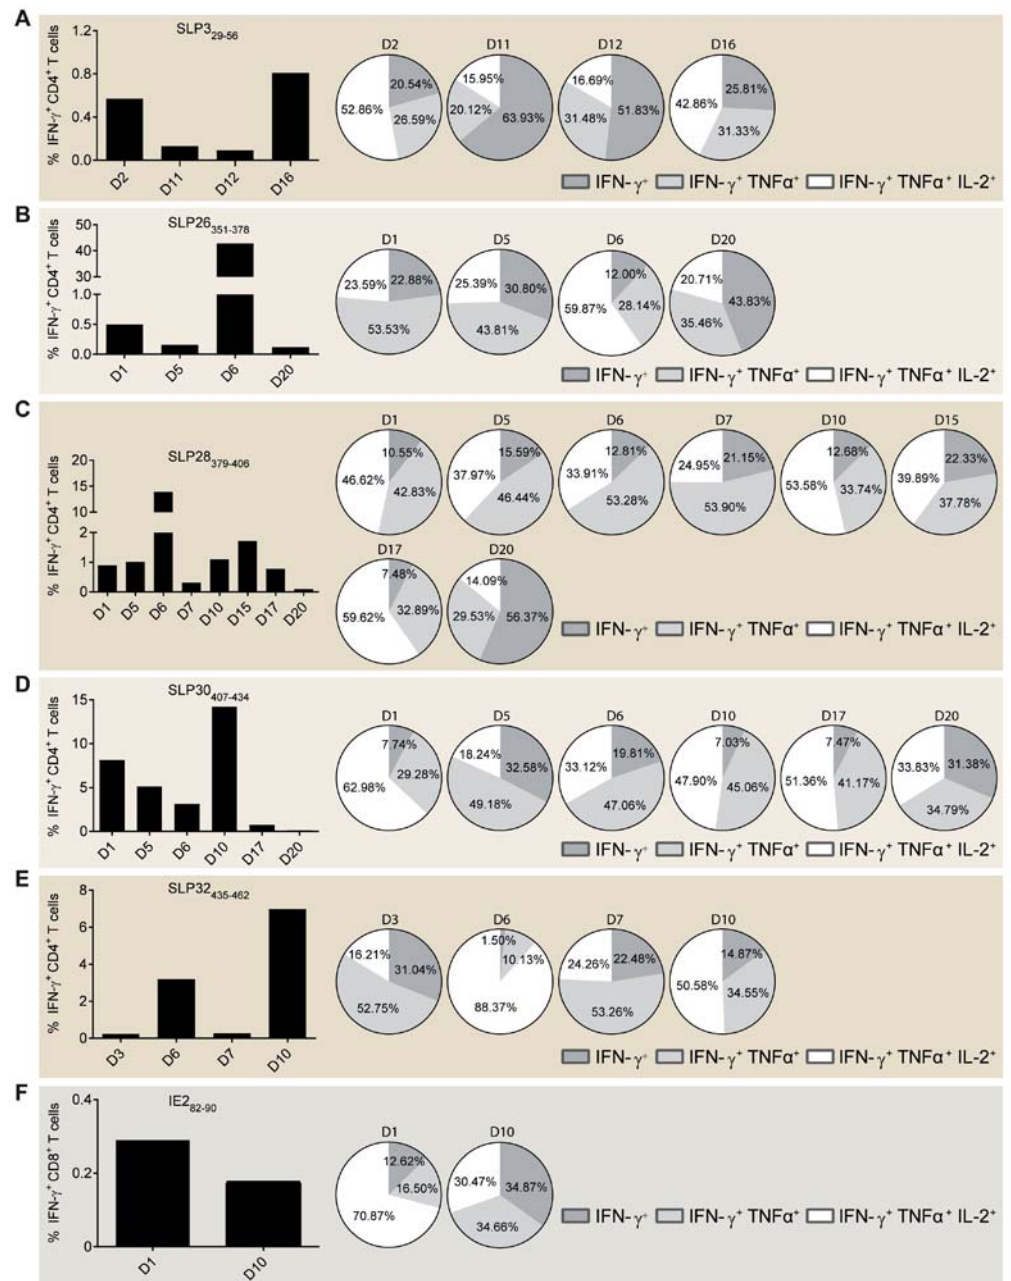 A
SLP3 29-56
% IFN-γ⁺ CD4⁺ T cells
1.2
0.8
0.4
0.0
D2 D11 D12 D16
D2 D11 D12 D16
52.86% 20.54% 26.59%
15.95% 20.12% 63.93%
16.69% 31.48% 51.83%
42.86% 25.81% 31.33%
IFN-γ⁺ IFN-γ⁺ TNFα⁺ IFN-γ⁺ TNFα⁺ IL-2⁺
B
SLP26 351-378
% IFN-γ⁺ CD4⁺ T cells
50
40
30
1.0
0.5
0.0
D1 D5 D6 D20
D1 D5 D6 D20
23.59% 22.88% 53.53%
25.39% 30.80% 43.81%
12.00% 59.87% 28.14%
20.71% 43.83% 35.46%
IFN-γ⁺ IFN-γ⁺ TNFα⁺ IFN-γ⁺ TNFα⁺ IL-2⁺
C
SLP28 379-406
% IFN-γ⁺ CD4⁺ T cells
20
15
10
2
1
0
D1 D5 D6 D7 D10 D15 D17 D20
D1 D5 D6 D7 D10 D15
10.55% 46.62% 42.83%
15.59% 37.97% 46.44%
12.81% 33.91% 53.28%
24.95% 21.15% 53.90%
12.68% 53.58% 33.74%
22.33% 39.89% 37.78%
D17 D20
7.48% 59.62% 32.89%
14.09% 29.53% 56.37%
IFN-γ⁺ IFN-γ⁺ TNFα⁺ IFN-γ⁺ TNFα⁺ IL-2⁺
D
SLP30 407-434
% IFN-γ⁺ CD4⁺ T cells
15
10
5
0
D1 D5 D6 D10 D17 D20
D1 D5 D6 D10 D17 D20
7.74% 29.28% 62.98%
18.24% 32.58% 49.18%
19.81% 33.12% 47.06%
7.03% 47.90% 45.06%
7.47% 51.36% 41.17%
33.83% 31.38% 34.79%
IFN-γ⁺ IFN-γ⁺ TNFα⁺ IFN-γ⁺ TNFα⁺ IL-2⁺
E
SLP32 435-462
% IFN-γ⁺ CD4⁺ T cells
8
6
4
2
0
D3 D6 D7 D10
D3 D6 D7 D10
16.21% 31.04% 52.75%
1.50% 10.13% 88.37%
24.26% 22.48% 53.26%
14.87% 50.58% 34.55%
IFN-γ⁺ IFN-γ⁺ TNFα⁺ IFN-γ⁺ TNFα⁺ IL-2⁺
F
IE2 82-90
% IFN-γ⁺ CD8⁺ T cells
0.4
0.2
0
D1 D10
D1 D10
12.62% 16.50% 70.87%
30.47% 34.87% 34.66%
IFN-γ⁺ IFN-γ⁺ TNFα⁺ IFN-γ⁺ TNFα⁺ IL-2⁺